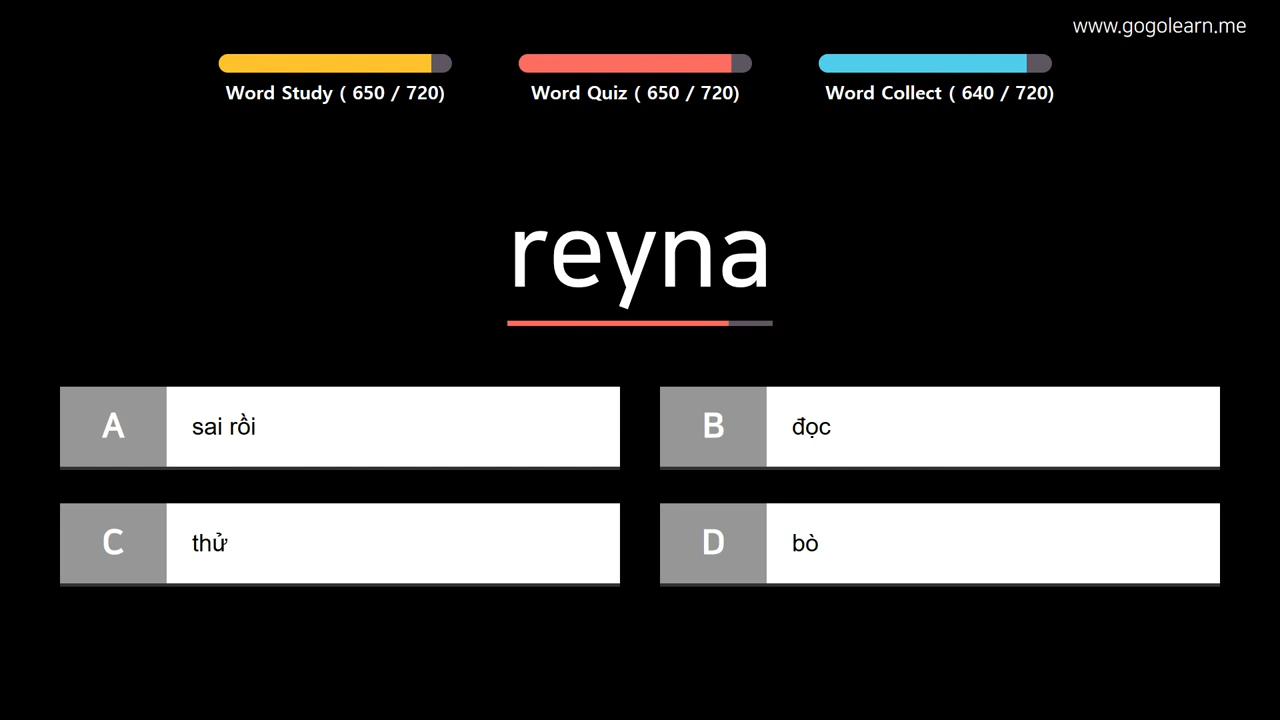 www.gogolearn.me
Word Study ( 650 / 720)
Word Quiz ( 650 / 720)
Word Collect ( 640 / 720)
reyna
A sai rồi
B đọc
C thử
D bò